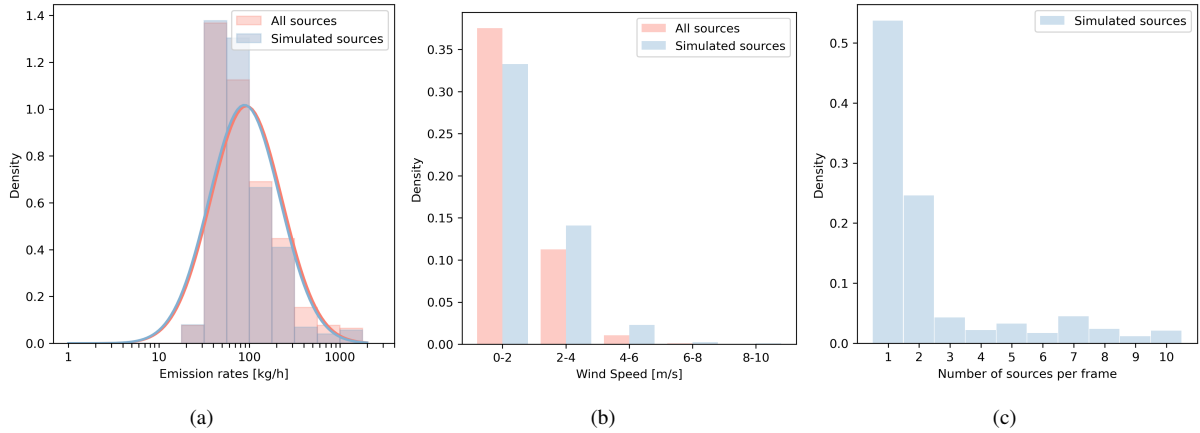 All sources
Simulated sources
1.4
1.2
1.0
0.8
0.6
0.4
0.2
0.0
Density
1 10 100 1000
Emission rates [kg/h]
(a)
All sources
Simulated sources
0.35
0.30
0.25
0.20
0.15
0.10
0.05
0.00
Density
0-2 2-4 4-6 6-8 8-10
Wind Speed [m/s]
(b)
Simulated sources
0.5
0.4
0.3
0.2
0.1
0.0
Density
1 2 3 4 5 6 7 8 9 10
Number of sources per frame
(c)